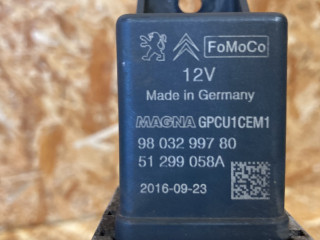 FoMoCo
12V
Made in Germany
MAGNA GPCU1CEM1
98 032 997 80
51 299 058A
2016-09-23